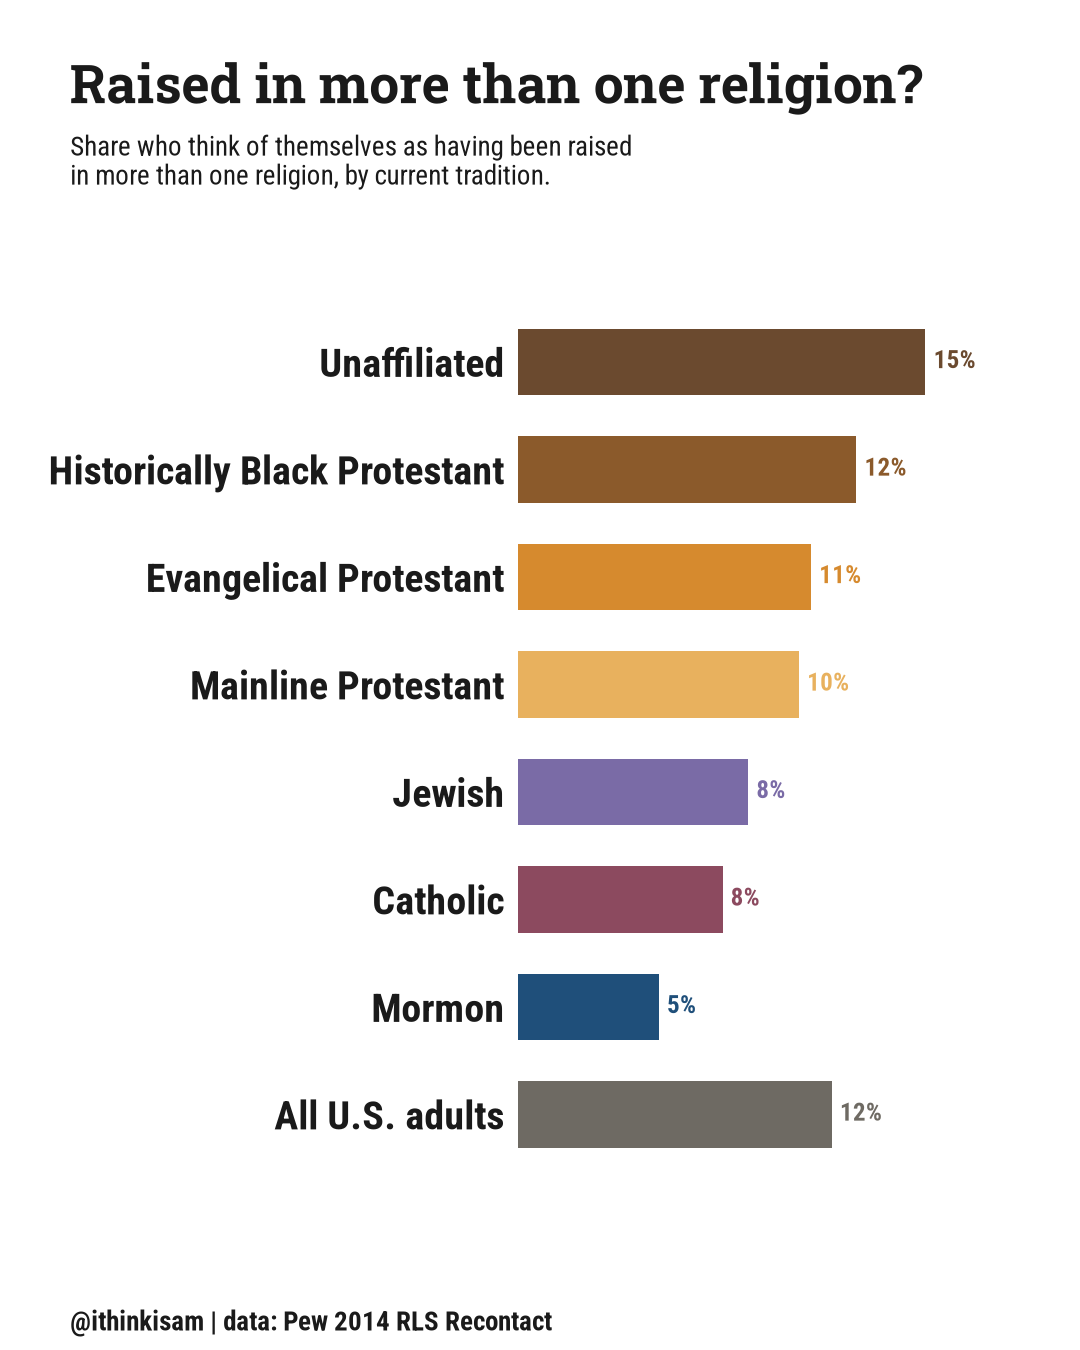 Raised in more than one religion?
Share who think of themselves as having been raised
in more than one religion, by current tradition.
Unaffiliated 15%
Historically Black Protestant 12%
Evangelical Protestant 11%
Mainline Protestant 10%
Jewish 8%
Catholic 8%
Mormon 5%
All U.S. adults 12%
@ithinkisam | data: Pew 2014 RLS Recontact